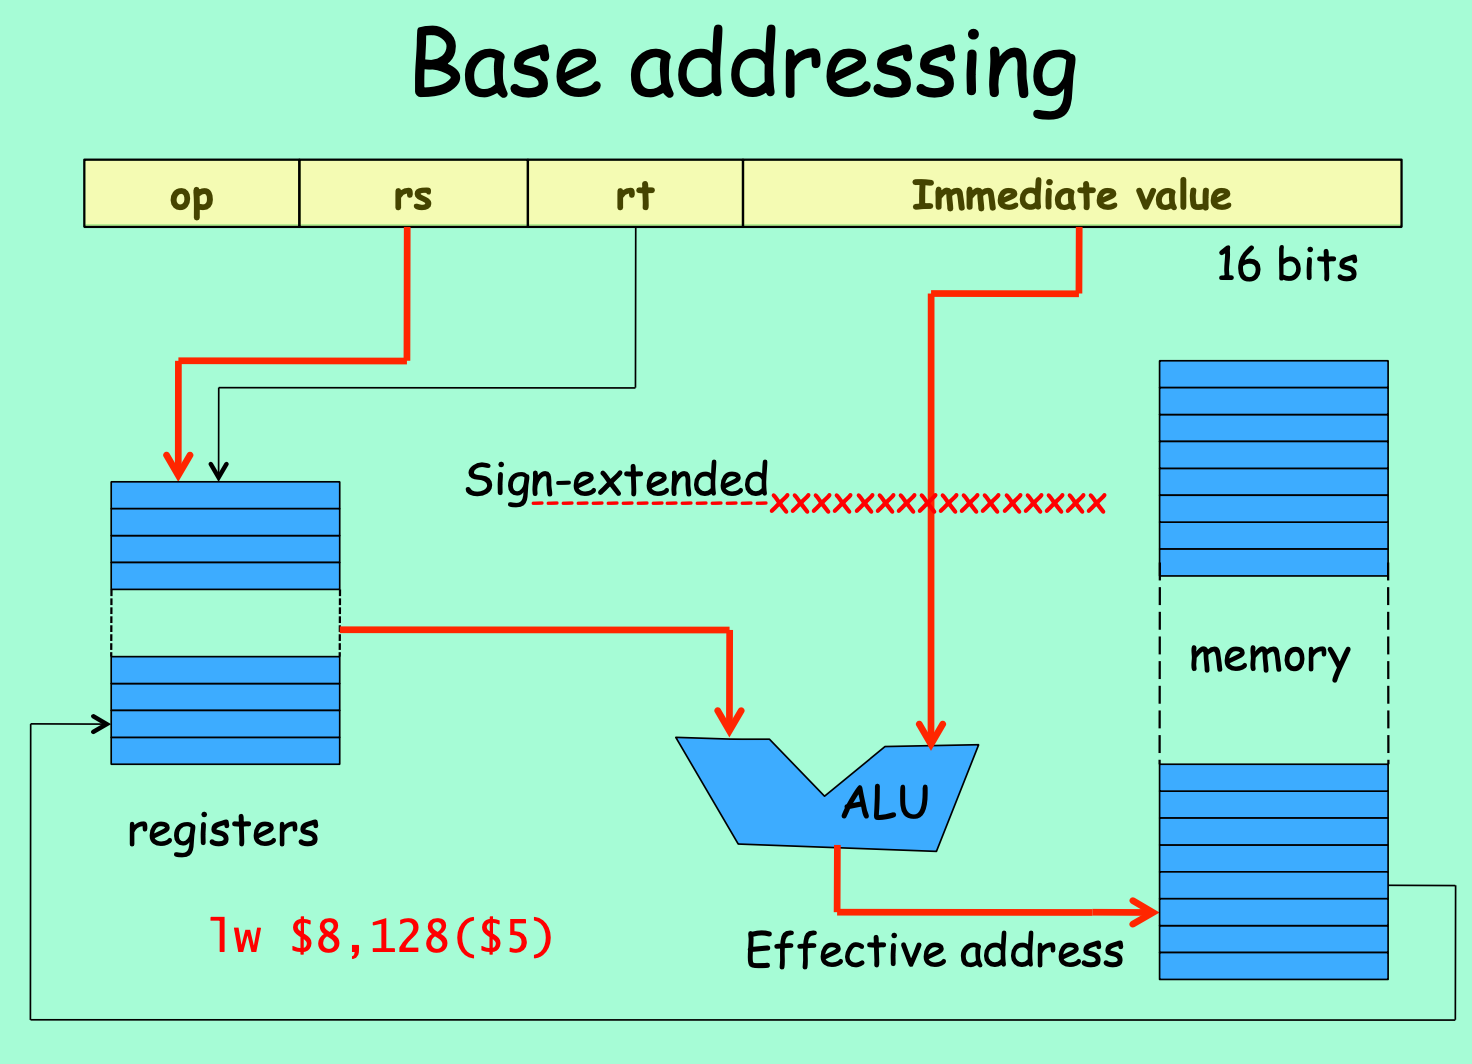 Base addressing
op rs rt Immediate value
16 bits
Sign-extended
xxxxxxxxxxxxxxxx
memory
ALU
registers
lw $8,128($5)
Effective address